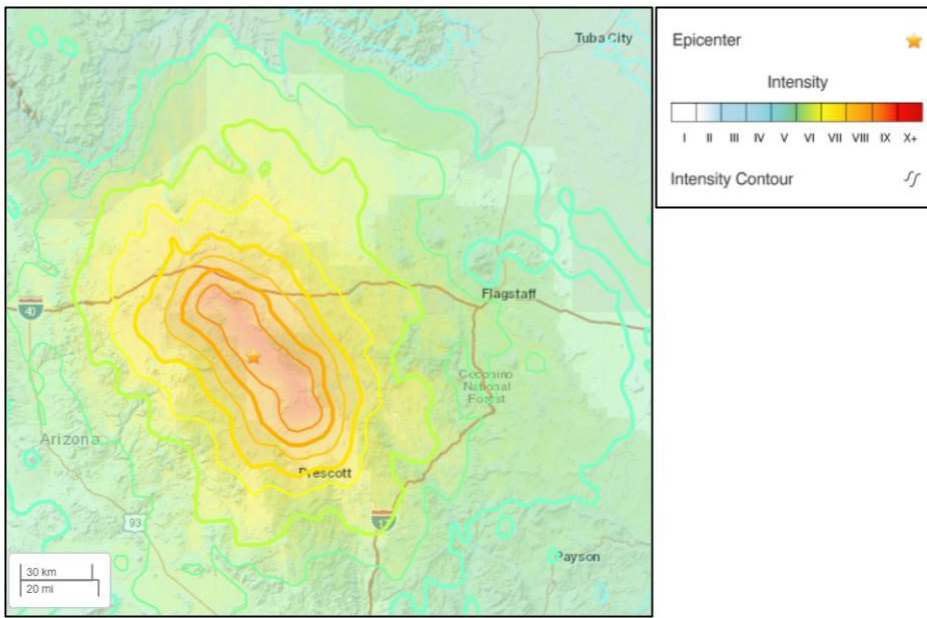 Tuba City
Epicenter
Intensity
I II III IV V VI VII VIII IX X+
Intensity Contour
Flagstaff
40
Coconino
National
Forest
Arizona
Prescott
93
17
Payson
30 km
20 mi